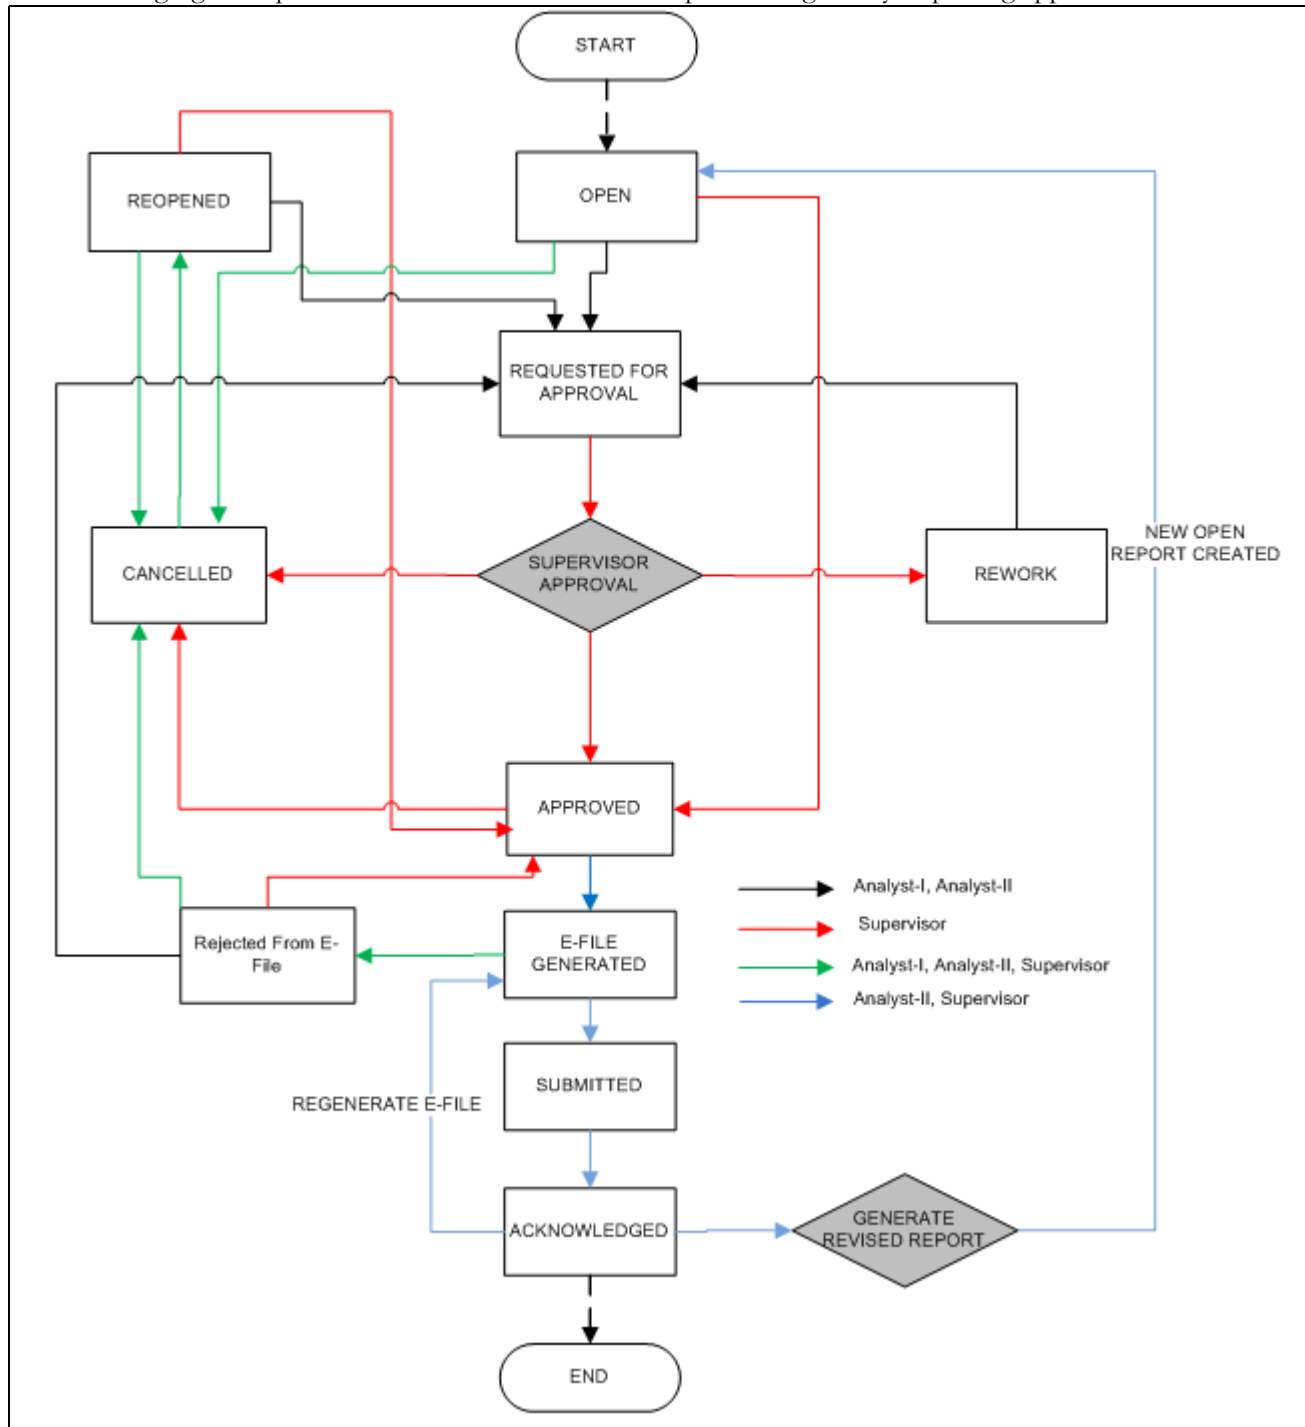 START
REOPENED
OPEN
REQUESTED FOR
APPROVAL
NEW OPEN
REPORT CREATED
CANCELLED
SUPERVISOR
APPROVAL
REWORK
APPROVED
Analyst-I, Analyst-II
Supervisor
Analyst-I, Analyst-II, Supervisor
Analyst-II, Supervisor
Rejected From E-
File
E-FILE
GENERATED
SUBMITTED
REGENERATE E-FILE
ACKNOWLEDGED
GENERATE
REVISED REPORT
END